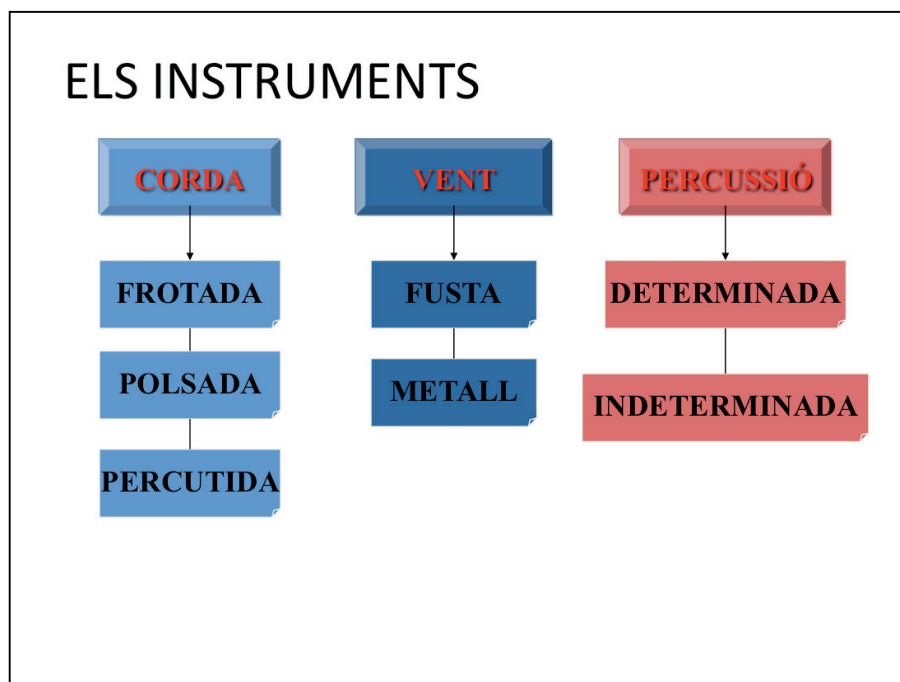 ELS INSTRUMENTS
CORDA
FROTADA
POLSADA
PERCUTIDA
VENT
FUSTA
METALL
PERCUSSIÓ
DETERMINADA
INDETERMINADA